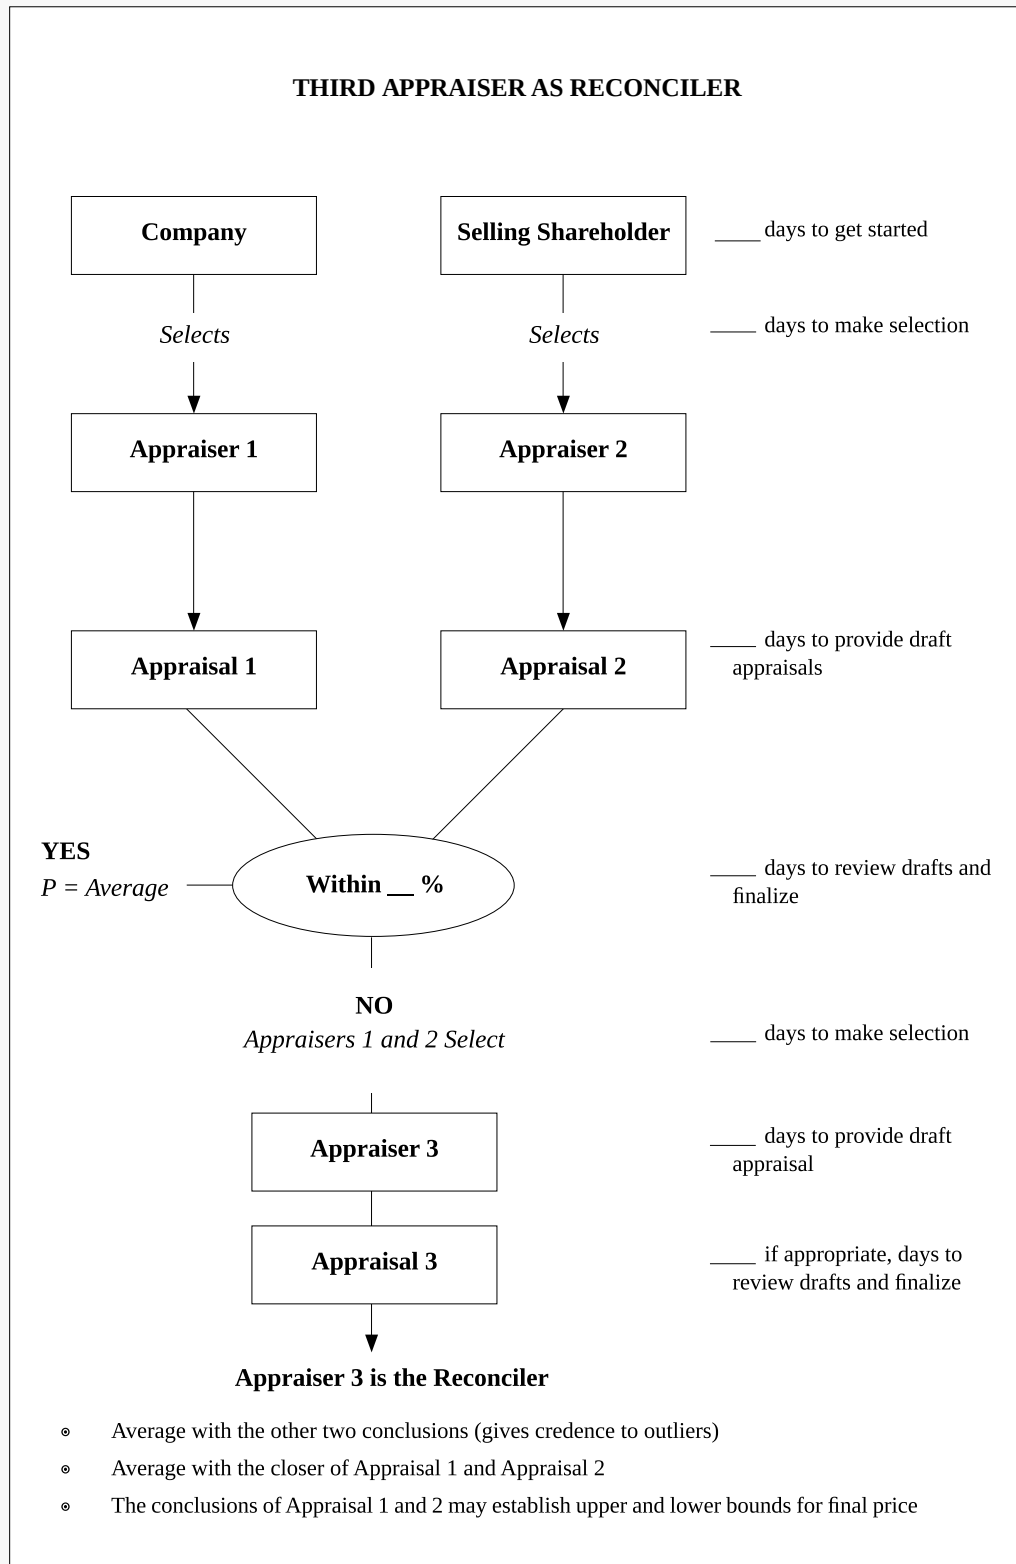 THIRD APPRAISER AS RECONCILER
Company
Selling Shareholder
____ days to get started
Selects
Selects
____ days to make selection
Appraiser 1
Appraiser 2
Appraisal 1
Appraisal 2
____ days to provide draft
appraisals
YES
P = Average
Within __ %
____ days to review drafts and
finalize
NO
Appraisers 1 and 2 Select
____ days to make selection
Appraiser 3
____ days to provide draft
appraisal
Appraisal 3
____ if appropriate, days to
review drafts and finalize
Appraiser 3 is the Reconciler
Average with the other two conclusions (gives credence to outliers)
Average with the closer of Appraisal 1 and Appraisal 2
The conclusions of Appraisal 1 and 2 may establish upper and lower bounds for final price